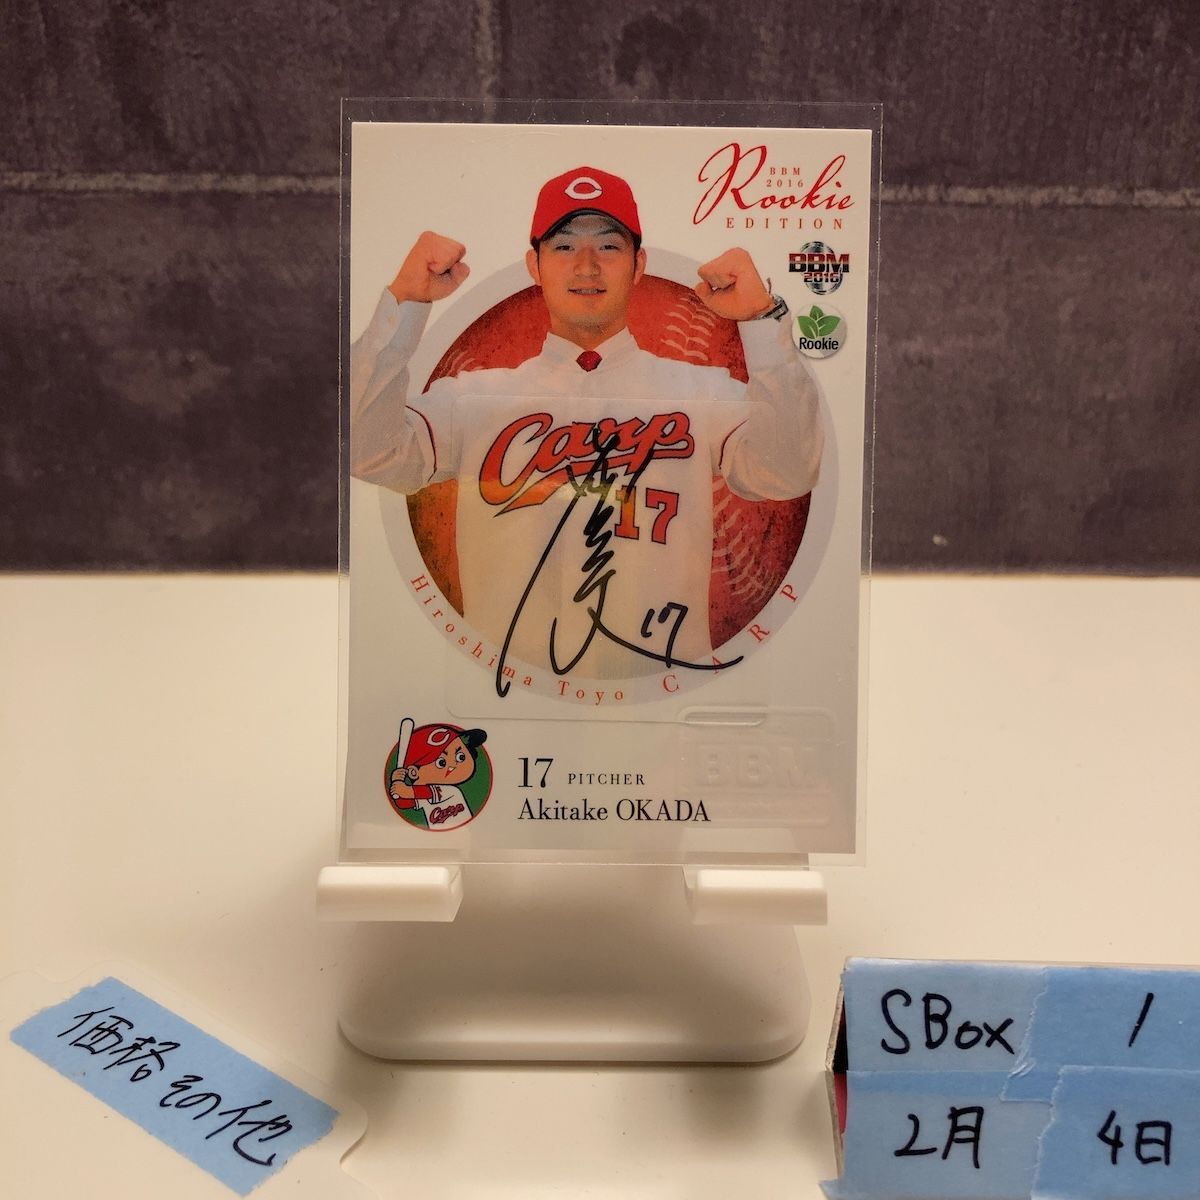 BBM
2016
Rookie
EDITION
BBM
2016
Rookie
Carp
17
17
Hiroshima Toyo CARP
BBM
Carp
17 PITCHER
Akitake OKADA
価格その他
SBox 1
2月 4日